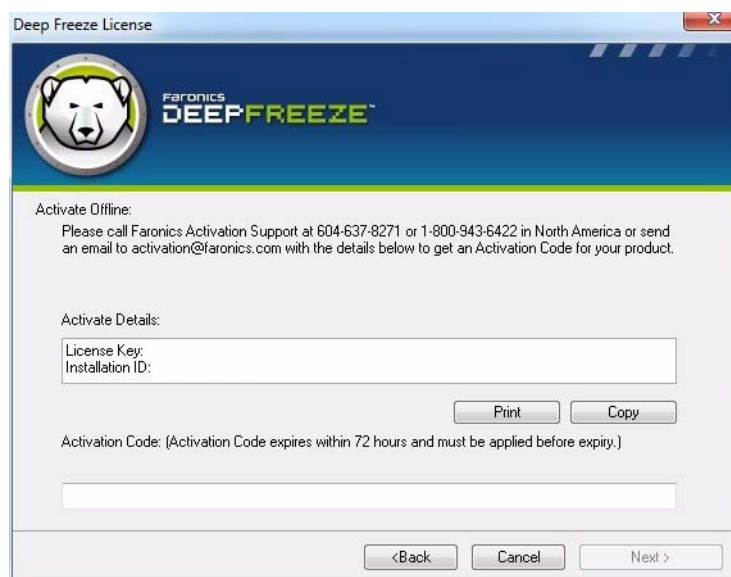 Deep Freeze License
Faronics
DEEPFREEZE™
Activate Offline:
Please call Faronics Activation Support at 604-637-8271 or 1-800-943-6422 in North America or send
an email to activation@faronics.com with the details below to get an Activation Code for your product.
Activate Details:
License Key:
Installation ID:
Print
Copy
Activation Code: (Activation Code expires within 72 hours and must be applied before expiry.)
<Back
Cancel
Next >